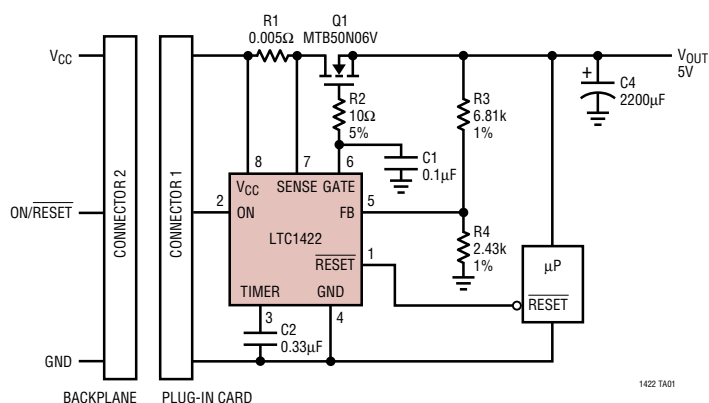 R1
0.005Ω
Q1
MTB50N06V
VCC
VOUT
5V
+
C4
2200µF
R2
10Ω
5%
R3
6.81k
1%
C1
0.1µF
8
7
6
VCC
SENSE
GATE
CONNECTOR 2
CONNECTOR 1
ON/RESET
2
ON
FB
5
LTC1422
R4
2.43k
1%
RESET
1
µP
RESET
TIMER
GND
3
4
C2
0.33µF
GND
BACKPLANE
PLUG-IN CARD
1422 TA01